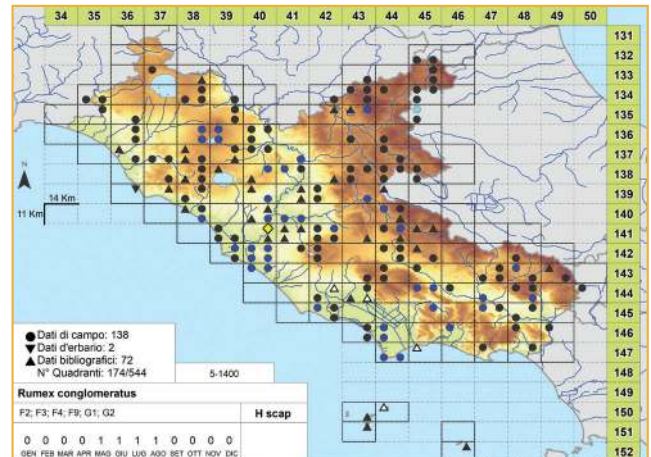 34 35 36 37 38 39 40 41 42 43 44 45 46 47 48 49 50
131
132
133
134
135
136
137
138
139
140
141
142
143
144
145
146
147
150
151
152
N
14 Km
11 Km
Dati di campo: 138
Dati d'erbario: 2
Dati bibliografici: 72
N° Quadranti: 174/544
5-1400
Rumex conglomeratus
F2; F3; F4; F9; G1; G2
H scap
0 0 0 0 1 1 1 1 0 0 0 0
GEN FEB MAR APR MAG GIU LUG AGO SET OTT NOV DIC